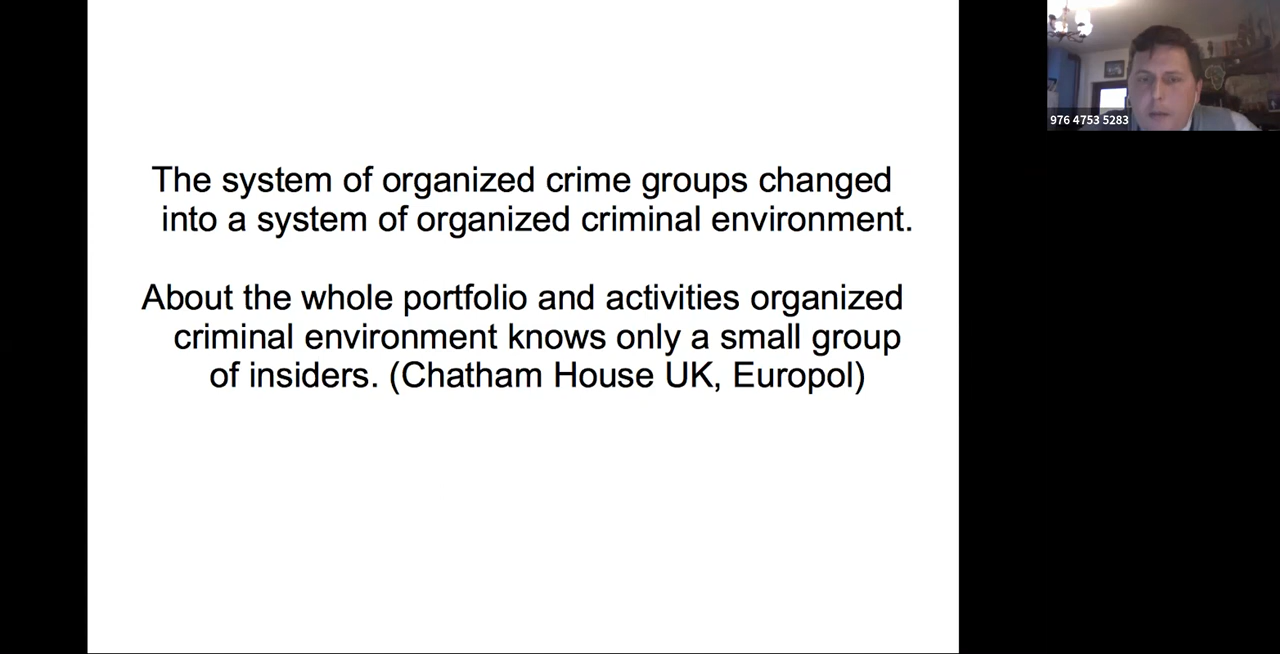 The system of organized crime groups changed
into a system of organized criminal environment.
About the whole portfolio and activities organized
criminal environment knows only a small group
of insiders. (Chatham House UK, Europol)
976 4753 5283